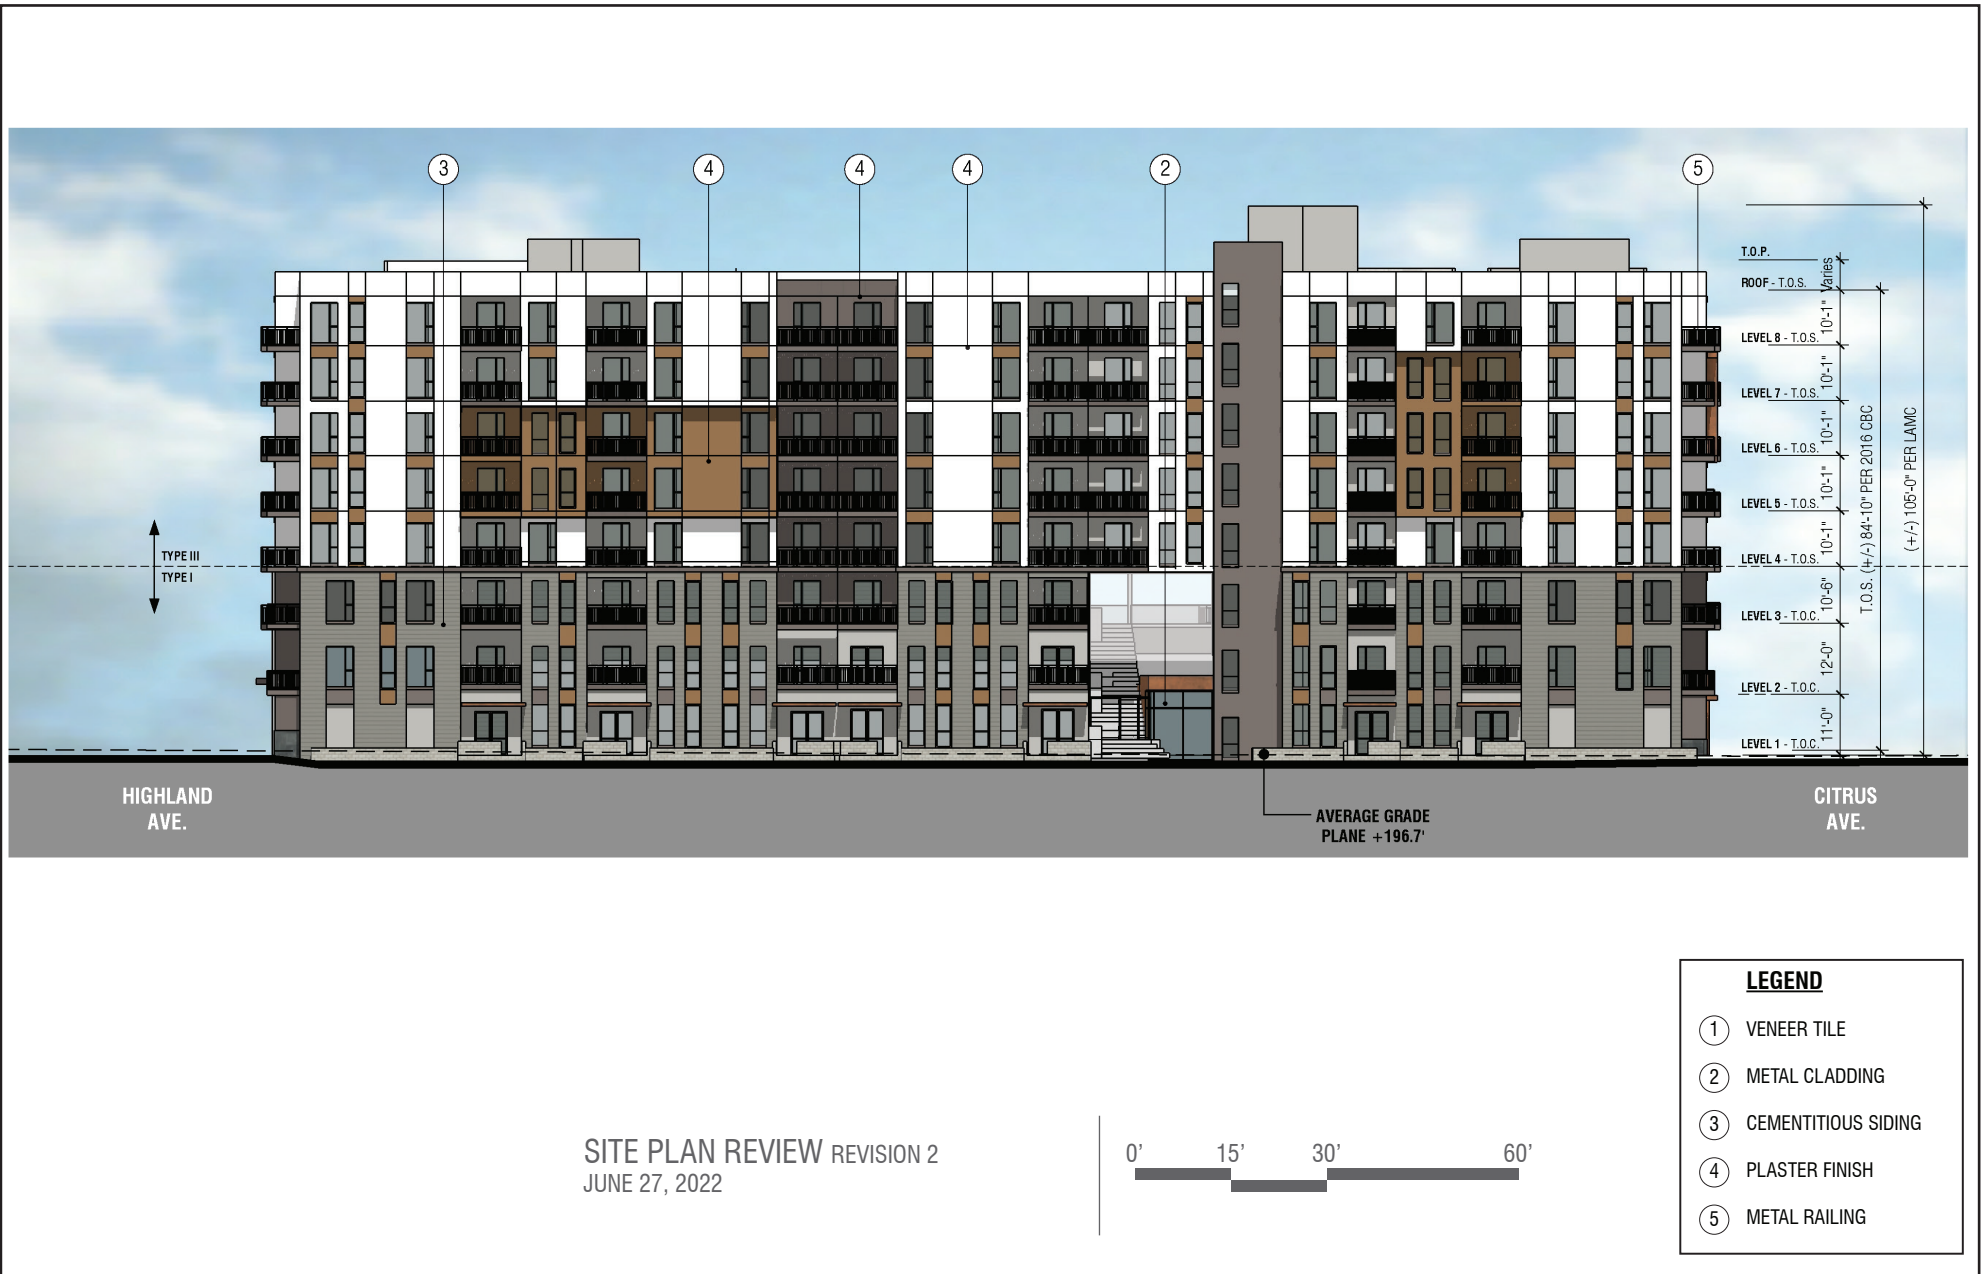 3 4 4 4 2 5
T.O.P.
Varies
ROOF - T.O.S.
10'-1"
LEVEL 8 - T.O.S.
10'-1"
LEVEL 7 - T.O.S.
10'-1"
LEVEL 6 - T.O.S.
10'-1"
LEVEL 5 - T.O.S.
10'-1"
LEVEL 4 - T.O.S.
10'-6"
LEVEL 3 - T.O.C.
12'-0"
LEVEL 2 - T.O.C.
11'-0"
LEVEL 1 - T.O.C.
T.O.S. (+/-) 84'-10" PER 2016 CBC
(+/-) 105'-0" PER LAMC
TYPE III
TYPE I
HIGHLAND
AVE.
AVERAGE GRADE
PLANE +196.7'
CITRUS
AVE.
LEGEND
1 VENEER TILE
2 METAL CLADDING
3 CEMENTITIOUS SIDING
4 PLASTER FINISH
5 METAL RAILING
SITE PLAN REVIEW REVISION 2
JUNE 27, 2022
0' 15' 30' 60'